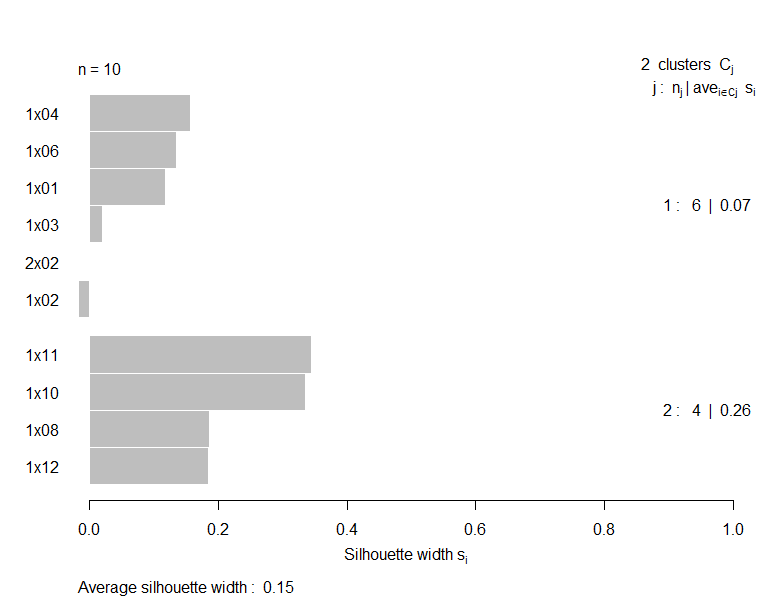 n = 10
2 clusters Cj
j : nj | avei∈Cj si
1x04
1x06
1x01
1x03
2x02
1x02
1 : 6 | 0.07
1x11
1x10
1x08
1x12
2 : 4 | 0.26
0.0 0.2 0.4 0.6 0.8 1.0
Silhouette width si
Average silhouette width : 0.15